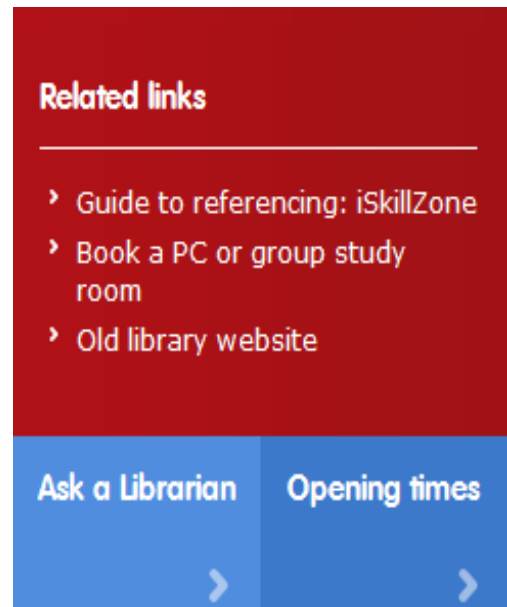 Related links
Guide to referencing: iSkillZone
Book a PC or group study
room
Old library website
Ask a Librarian
Opening times